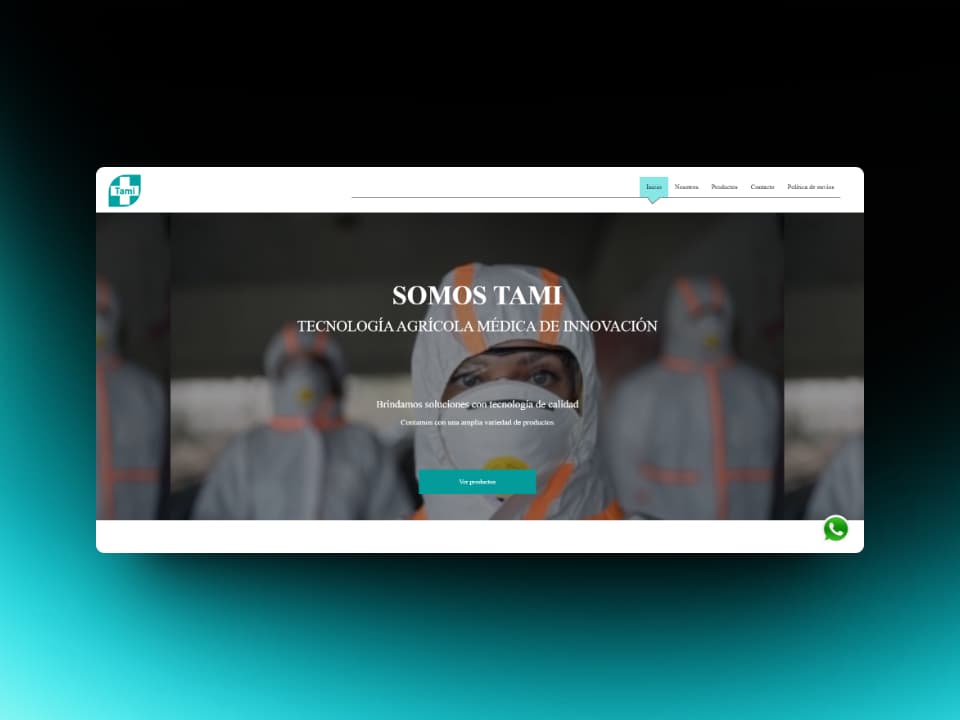 Tami
Inicio Nosotros Productos Contacto Política de envíos
SOMOS TAMI
TECNOLOGÍA AGRÍCOLA MÉDICA DE INNOVACIÓN
Brindamos soluciones con tecnología de calidad
Contamos con una amplia variedad de productos
Ver productos